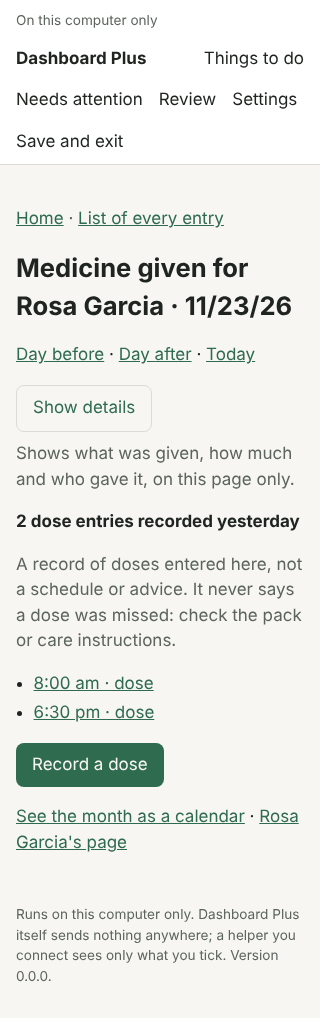 On this computer only
Dashboard Plus Things to do
Needs attention Review Settings
Save and exit
Home · List of every entry
Medicine given for
Rosa Garcia · 11/23/26
Day before · Day after · Today
Show details
Shows what was given, how much
and who gave it, on this page only.
2 dose entries recorded yesterday
A record of doses entered here, not
a schedule or advice. It never says
a dose was missed: check the pack
or care instructions.
8:00 am · dose
6:30 pm · dose
Record a dose
See the month as a calendar · Rosa
Garcia's page
Runs on this computer only. Dashboard Plus
itself sends nothing anywhere; a helper you
connect sees only what you tick. Version
0.0.0.